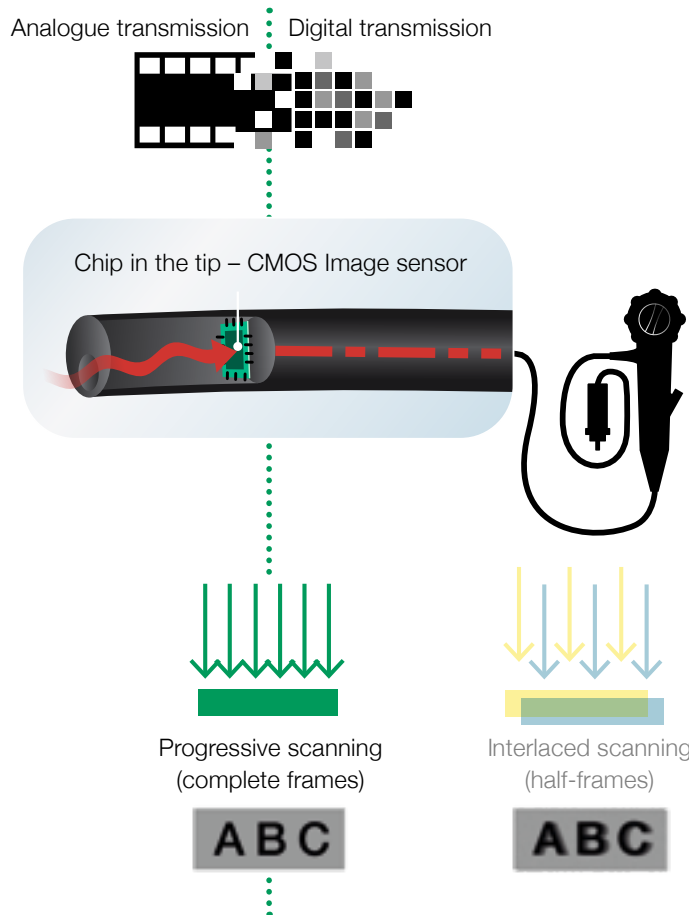 Analogue transmission
Digital transmission
Chip in the tip – CMOS Image sensor
Progressive scanning
(complete frames)
Interlaced scanning
(half-frames)
ABC
ABC